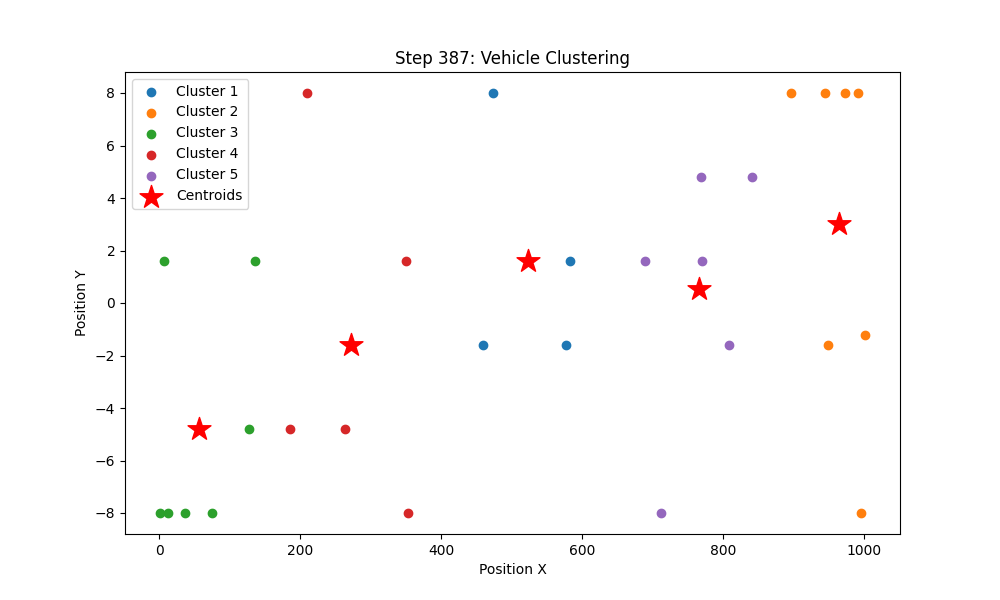 Step 387: Vehicle Clustering
Cluster 1
Cluster 2
Cluster 3
Cluster 4
Cluster 5
Centroids
8
6
4
2
0
−2
−4
−6
−8
Position Y
0 200 400 600 800 1000
Position X